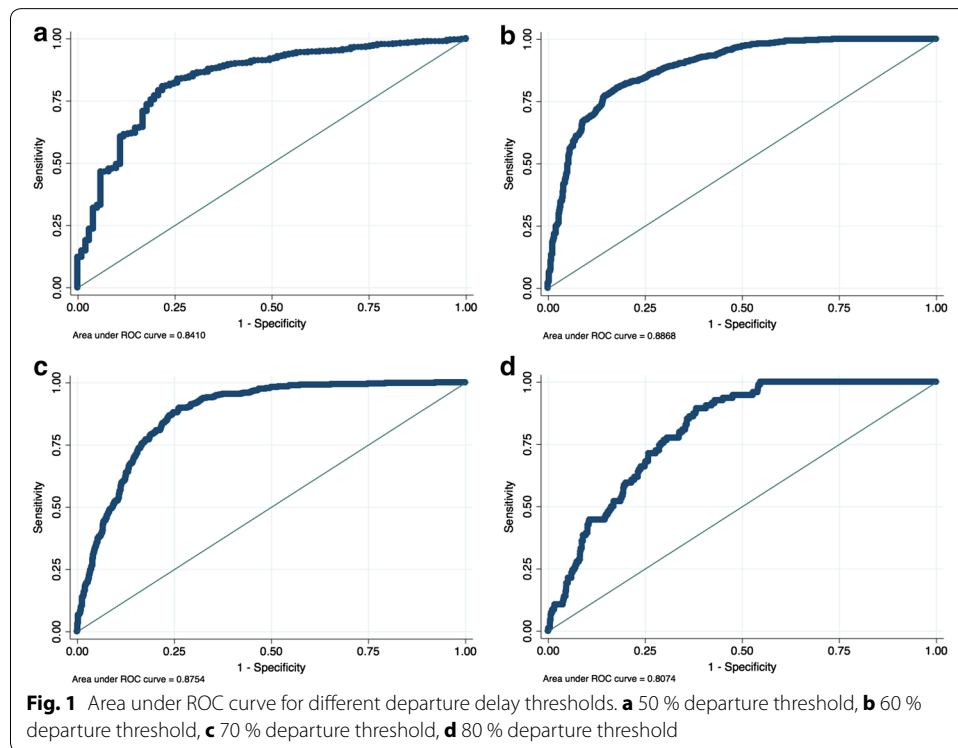 a
1.00
0.75
0.50
0.25
0.00
Sensitivity
0.00 0.25 0.50 0.75 1.00
1 - Specificity
Area under ROC curve = 0.8410
b
1.00
0.75
0.50
0.25
0.00
Sensitivity
0.00 0.25 0.50 0.75 1.00
1 - Specificity
Area under ROC curve = 0.8868
c
1.00
0.75
0.50
0.25
0.00
Sensitivity
0.00 0.25 0.50 0.75 1.00
1 - Specificity
Area under ROC curve = 0.8754
d
1.00
0.75
0.50
0.25
0.00
Sensitivity
0.00 0.25 0.50 0.75 1.00
1 - Specificity
Area under ROC curve = 0.8074
Fig. 1 Area under ROC curve for different departure delay thresholds. a 50 % departure threshold, b 60 %
departure threshold, c 70 % departure threshold, d 80 % departure threshold